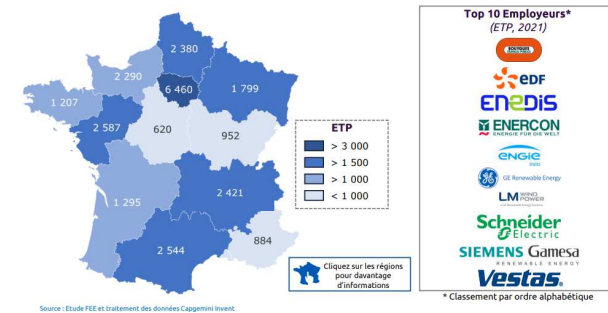 2 380
2 290
6 460
1 799
1 207
2 587
620
952
1 295
2 421
2 544
884
ETP
> 3 000
> 1 500
> 1 000
< 1 000
Cliquez sur les régions
pour davantage
d'informations
Source : Etude FEE et traitement des données Capgemini Invent
Top 10 Employeurs*
(ETP, 2021)
BOUYGUES
eDF
ENEDIS
ENERCON
ENERGIE FÜR DIE WELT
ENGIE
GE Renewable Energy
LM WIND
POWER
Schneider
Electric
SIEMENS Gamesa
RENEWABLE ENERGY
Vestas.
* Classement par ordre alphabétique